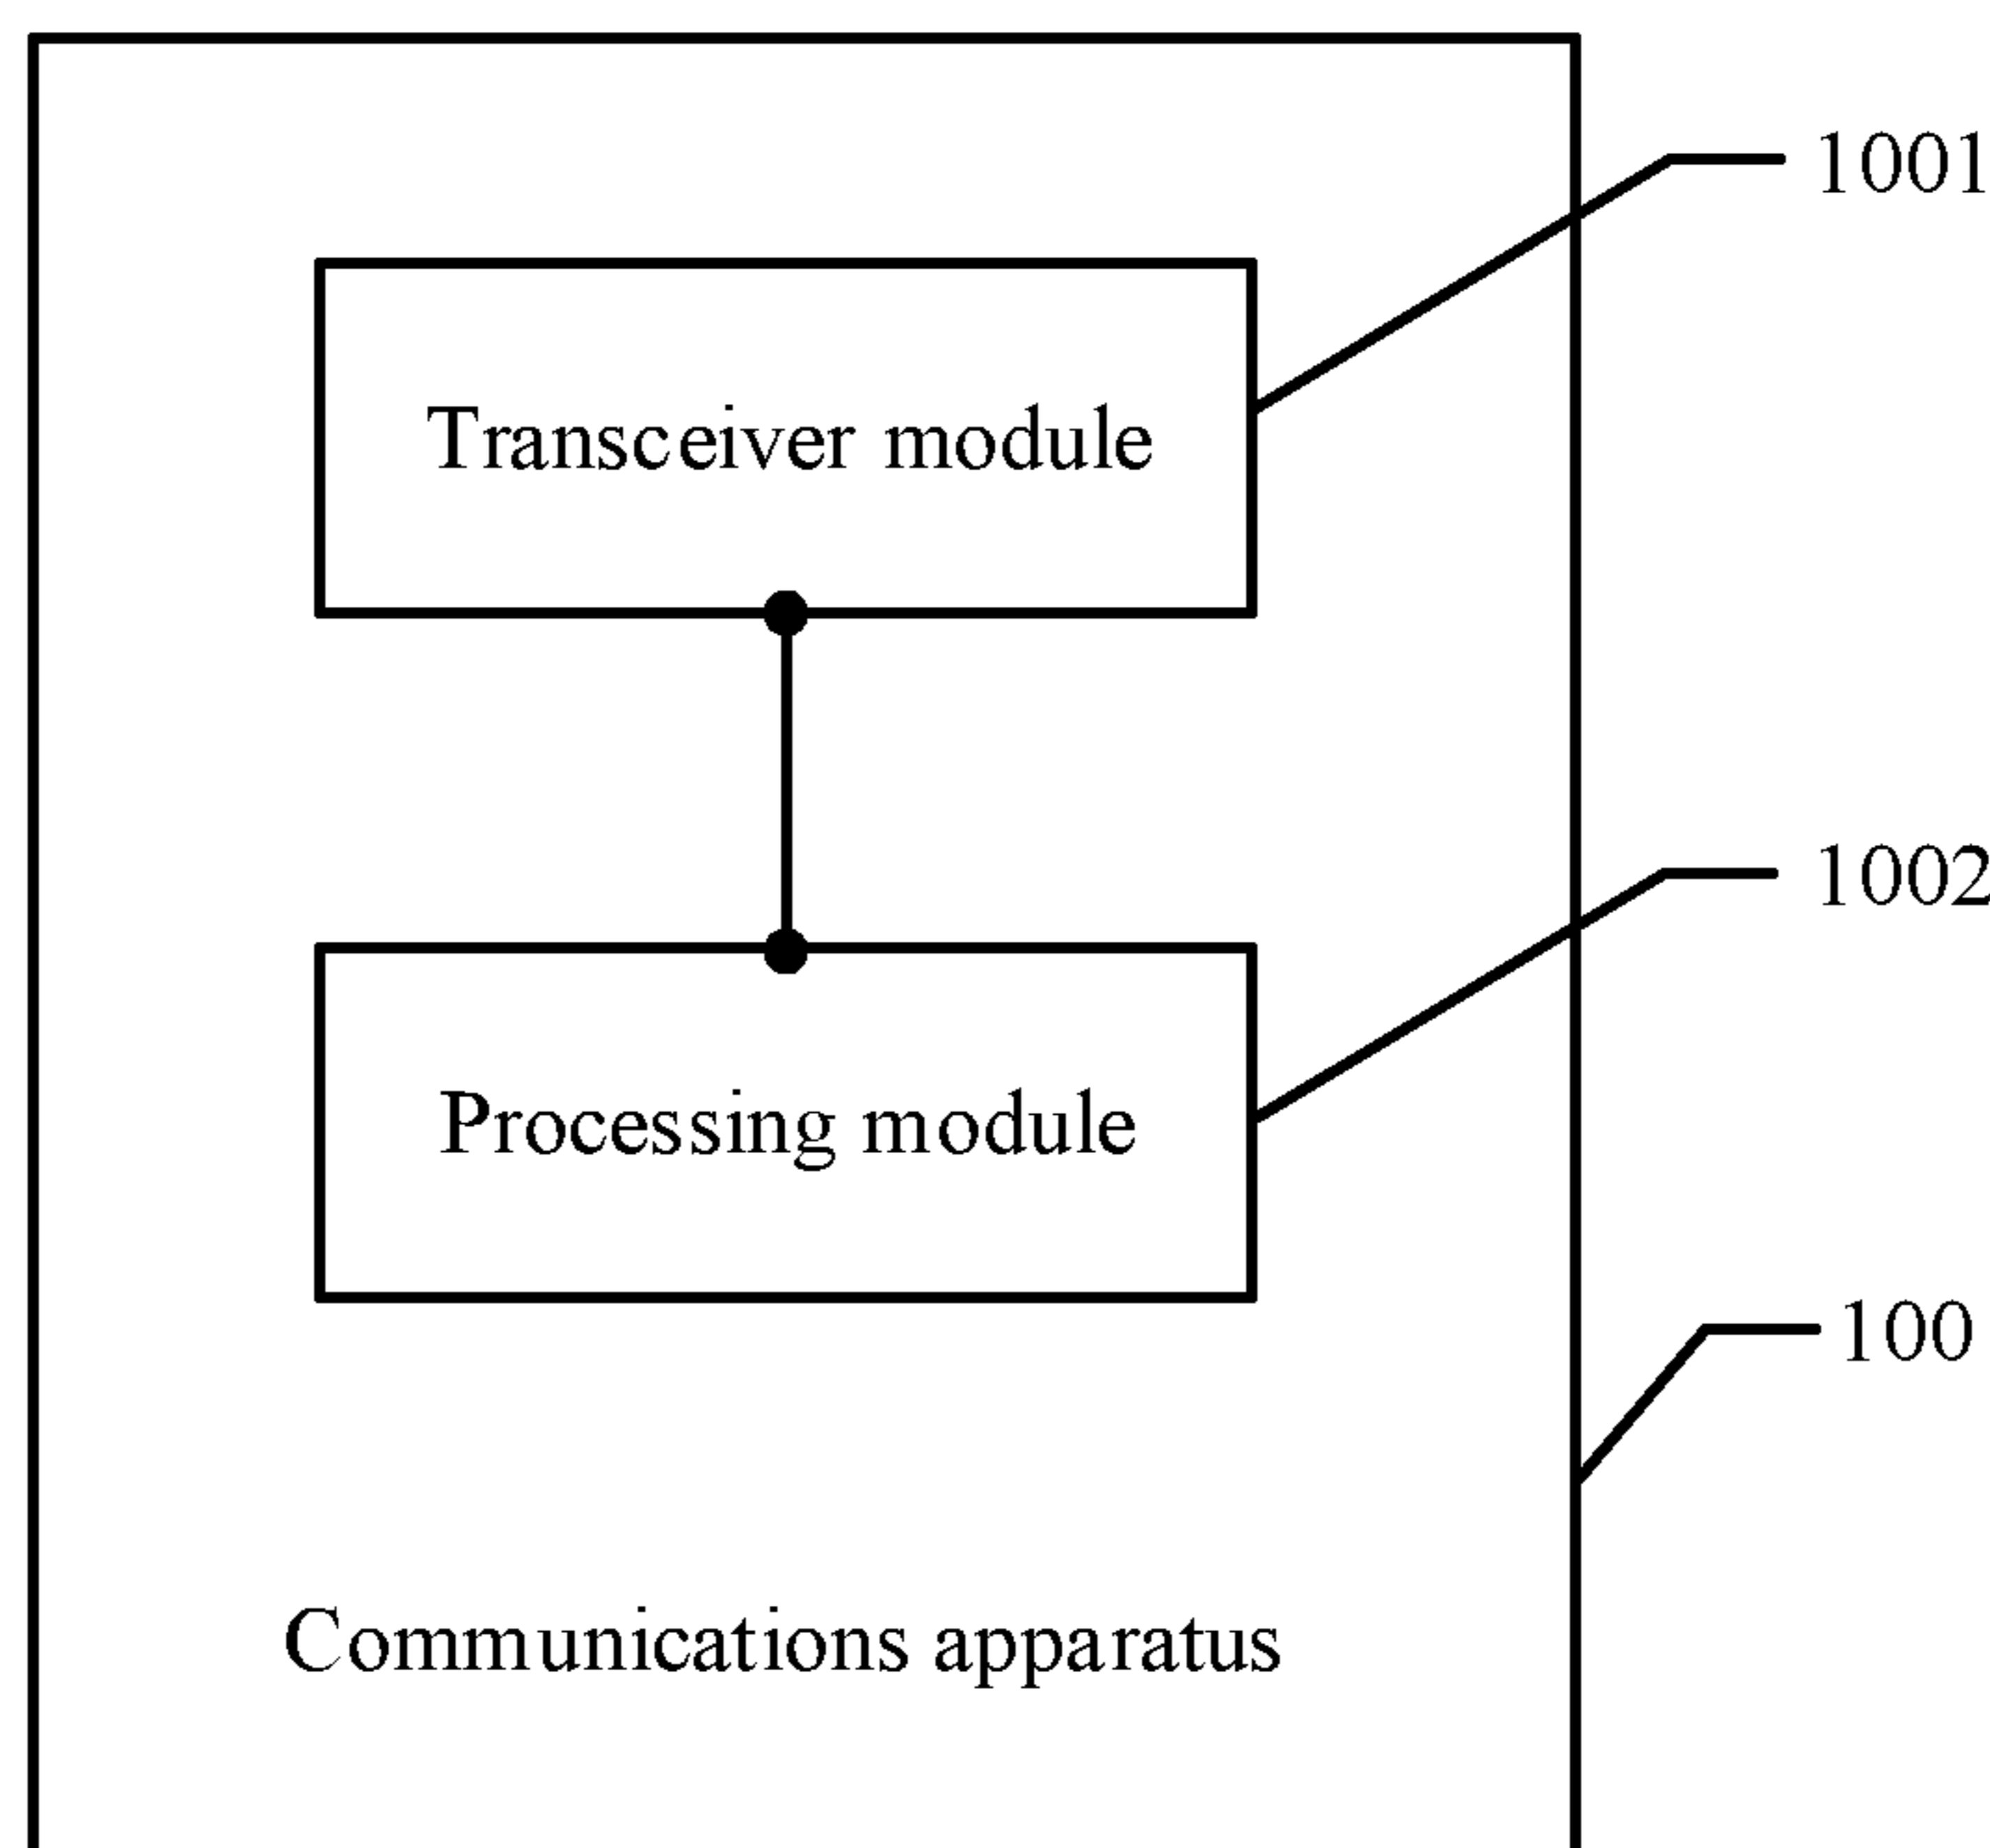 1001
Transceiver module
1002
Processing module
100
Communications apparatus